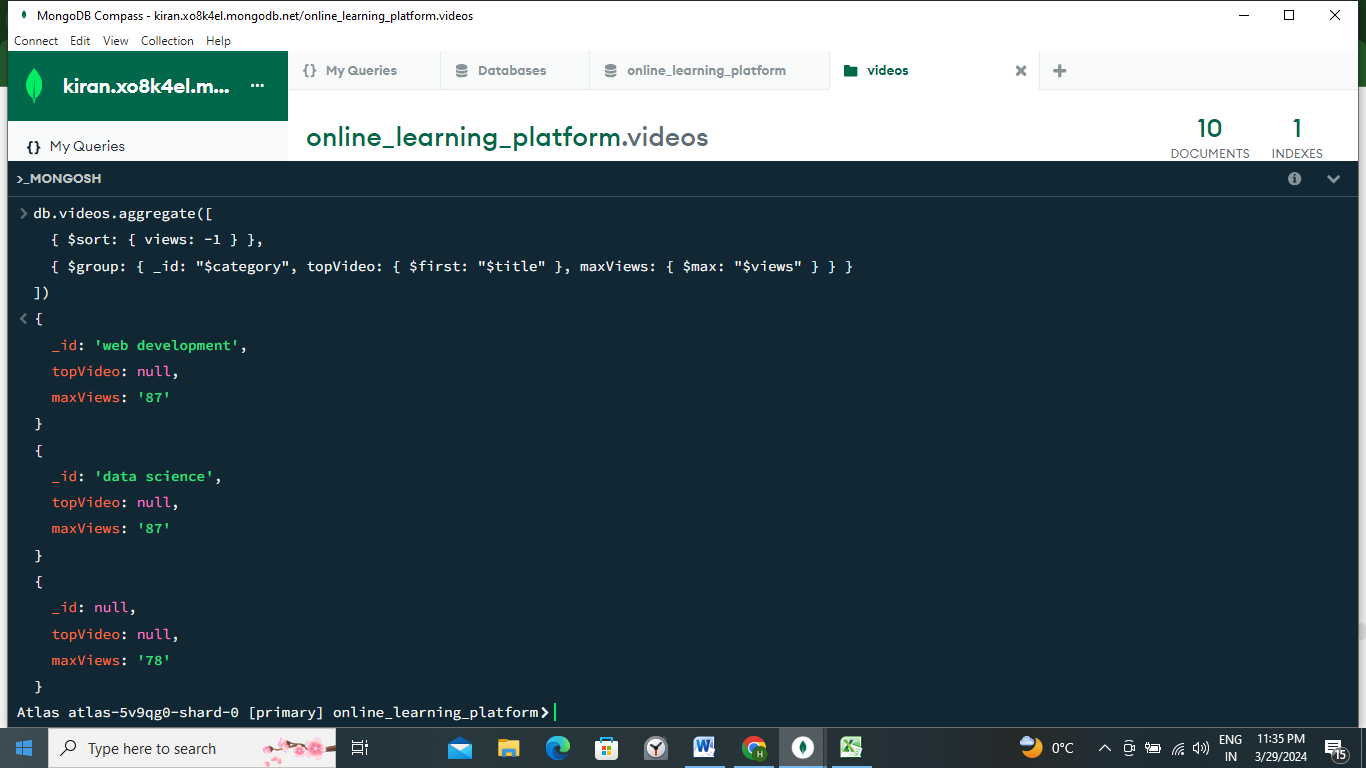 MongoDB Compass - kiran.xo8k4el.mongodb.net/online_learning_platform.videos
Connect Edit View Collection Help
kiran.xo8k4el.m... ...
{} My Queries
Databases
online_learning_platform
videos
{} My Queries
online_learning_platform.videos
10
DOCUMENTS
1
INDEXES
>_MONGOSH
> db.videos.aggregate([
{ $sort: { views: -1 } },
{ $group: { _id: "$category", topVideo: { $first: "$title" }, maxViews: { $max: "$views" } } }
])
< {
_id: 'web development',
topVideo: null,
maxViews: '87'
}
{
_id: 'data science',
topVideo: null,
maxViews: '87'
}
{
_id: null,
topVideo: null,
maxViews: '78'
}
Atlas atlas-5v9qg0-shard-0 [primary] online_learning_platform>
Type here to search
0°C
ENG
IN
11:35 PM
3/29/2024
15